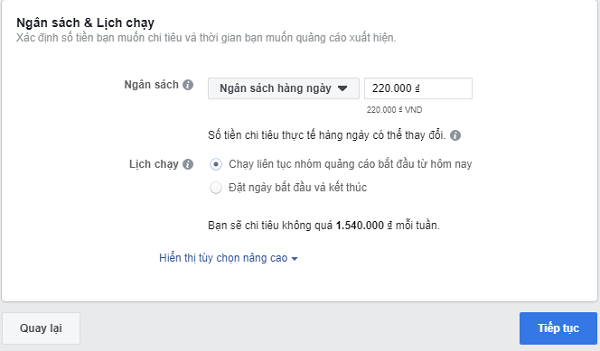 Ngân sách & Lịch chạy
Xác định số tiền bạn muốn chi tiêu và thời gian bạn muốn quảng cáo xuất hiện.
Ngân sách Ngân sách hàng ngày 220.000 ₫
220.000 ₫ VND
Số tiền chi tiêu thực tế hàng ngày có thể thay đổi.
Lịch chạy Chạy liên tục nhóm quảng cáo bắt đầu từ hôm nay
Đặt ngày bắt đầu và kết thúc
Bạn sẽ chi tiêu không quá 1.540.000 ₫ mỗi tuần.
Hiển thị tùy chọn nâng cao
Quay lại Tiếp tục